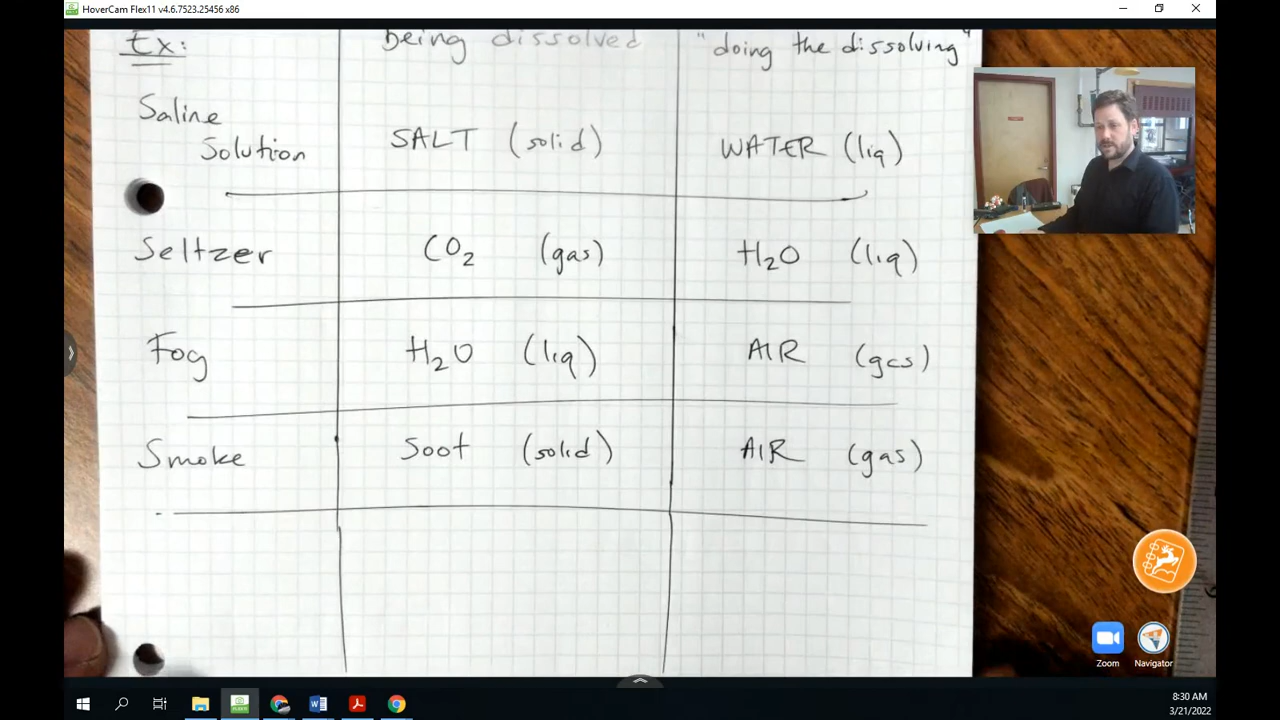 HoverCam Flex11 v4.6.7523.25456 x86
Ex: being dissolved "doing the dissolving"
Saline
Solution SALT (solid) WATER (liq)
Seltzer CO2 (gas) H2O (liq)
Fog H2O (liq) AIR (gas)
Smoke Soot (solid) AIR (gas)
Zoom Navigator
8:30 AM
3/21/2022